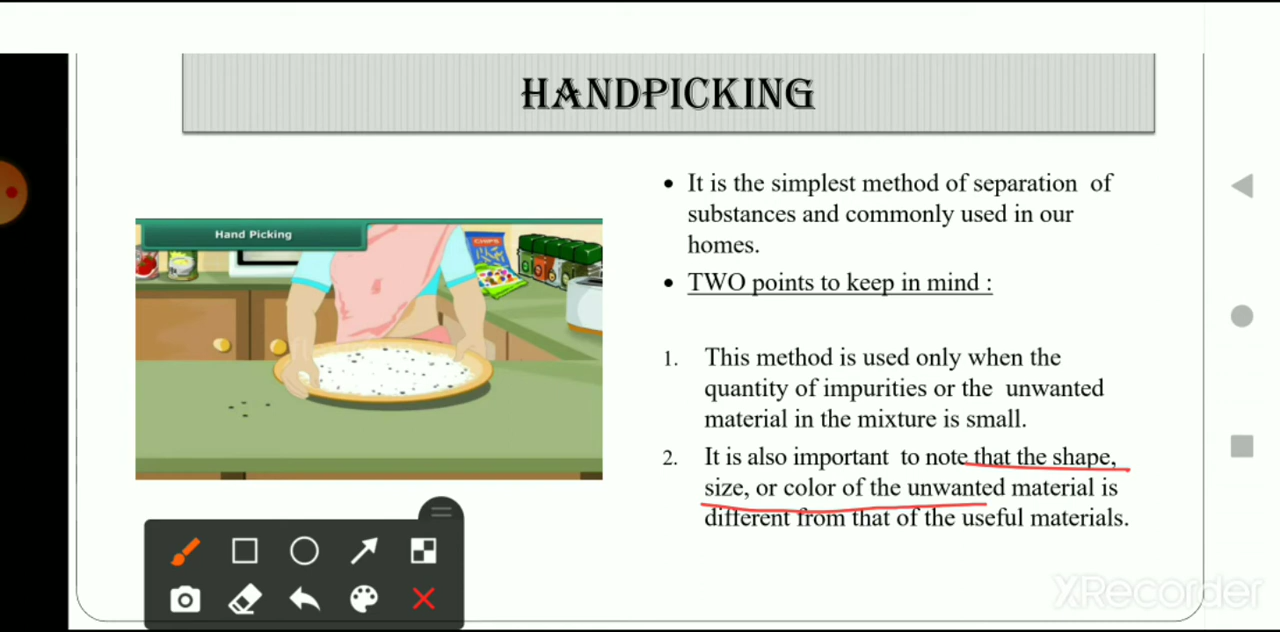 HANDPICKING
Hand Picking
CHIPS
• It is the simplest method of separation of
substances and commonly used in our
homes.
• TWO points to keep in mind :
1. This method is used only when the
quantity of impurities or the unwanted
material in the mixture is small.
2. It is also important to note that the shape,
size, or color of the unwanted material is
different from that of the useful materials.
XRecorder